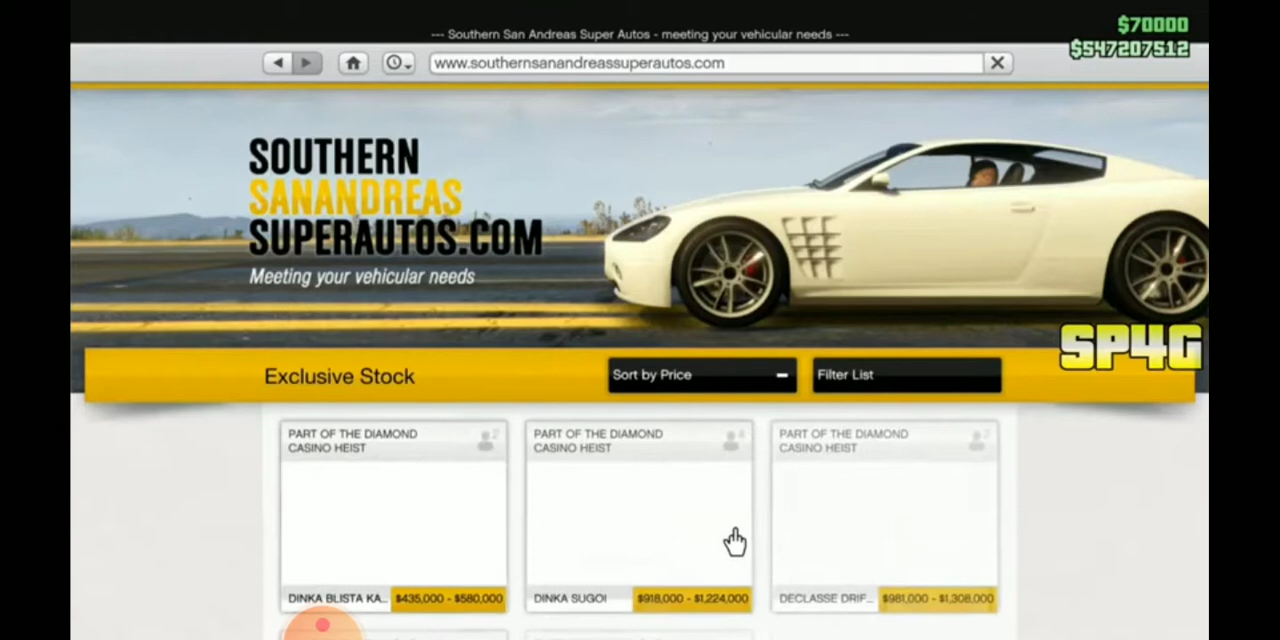 --- Southern San Andreas Super Autos - meeting your vehicular needs ---
$70000
$547207512
www.southernsanandreassuperautos.com
SOUTHERN
SANANDREAS
SUPERAUTOS.COM
Meeting your vehicular needs
SP4G
Exclusive Stock
Sort by Price
Filter List
PART OF THE DIAMOND
CASINO HEIST
2
PART OF THE DIAMOND
CASINO HEIST
4
PART OF THE DIAMOND
CASINO HEIST
2
DINKA BLISTA KA... $435,000 - $580,000
DINKA SUGOI $918,000 - $1,224,000
DECLASSE DRIF... $981,000 - $1,308,000